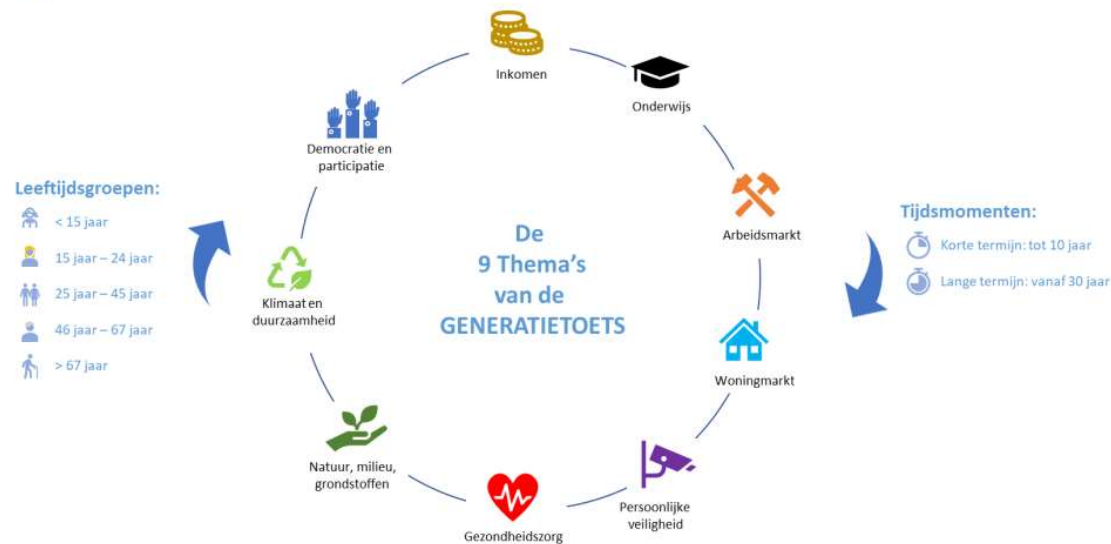 De
9 Thema's
van de
GENERATIETOETS
Inkomen
Onderwijs
Arbeidsmarkt
Woningmarkt
Persoonlijke
veiligheid
Gezondheidszorg
Natuur, milieu,
grondstoffen
Klimaat en
duurzaamheid
Democratie en
participatie
Leeftijdsgroepen:
< 15 jaar
15 jaar – 24 jaar
25 jaar – 45 jaar
46 jaar – 67 jaar
> 67 jaar
Tijdsmomenten:
Korte termijn: tot 10 jaar
Lange termijn: vanaf 30 jaar